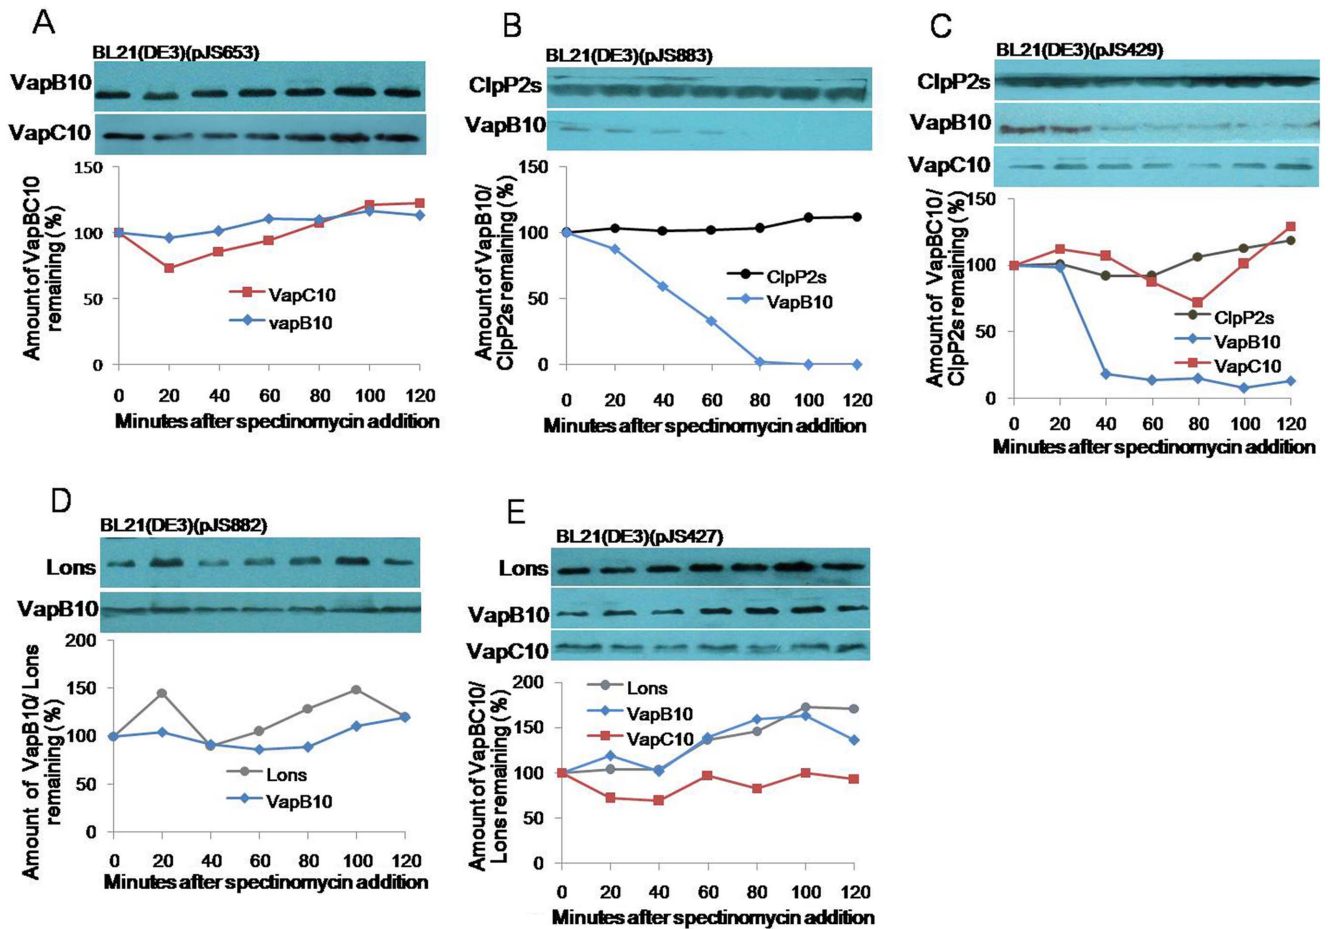 A
BL21(DE3)(pJS653)
VapB10
VapC10
Amount of VapBC10
remaining (%)
150
100
50
0
VapC10
vapB10
0 20 40 60 80 100 120
Minutes after spectinomycin addition
B
BL21(DE3)(pJS883)
ClpP2s
VapB10
Amount of VapB10/
ClpP2s remaining (%)
150
100
50
0
ClpP2s
VapB10
0 20 40 60 80 100 120
Minutes after spectinomycin addition
C
BL21(DE3)(pJS429)
ClpP2s
VapB10
VapC10
Amount of VapBC10/
ClpP2s remaining (%)
150
100
50
0
ClpP2s
VapB10
VapC10
0 20 40 60 80 100 120
Minutes after spectinomycin addition
D
BL21(DE3)(pJS882)
Lons
VapB10
Amount of VapB10/ Lons
remaining (%)
200
150
100
50
0
Lons
VapB10
0 20 40 60 80 100 120
Minutes after spectinomycin addition
E
BL21(DE3)(pJS427)
Lons
VapB10
VapC10
Amount of VapBC10/
Lons remaining (%)
200
150
100
50
0
Lons
VapB10
VapC10
0 20 40 60 80 100 120
Minutes after spectinomycin addition